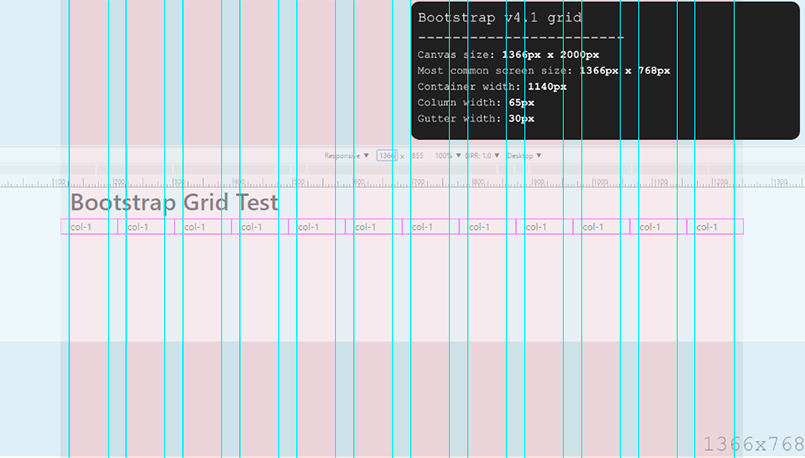 Bootstrap v4.1 grid
-------------------------
Canvas size: 1366px x 2000px
Most common screen size: 1366px x 768px
Container width: 1140px
Column width: 65px
Gutter width: 30px
Responsive ▼ 1366 x 855 100% ▼ DPR: 1.0 ▼ Desktop ▼
100 200 300 400 500 600 700 800 900 1000 1100 1200 1300
Bootstrap Grid Test
col-1 col-1 col-1 col-1 col-1 col-1 col-1 col-1 col-1 col-1 col-1 col-1
1366x768